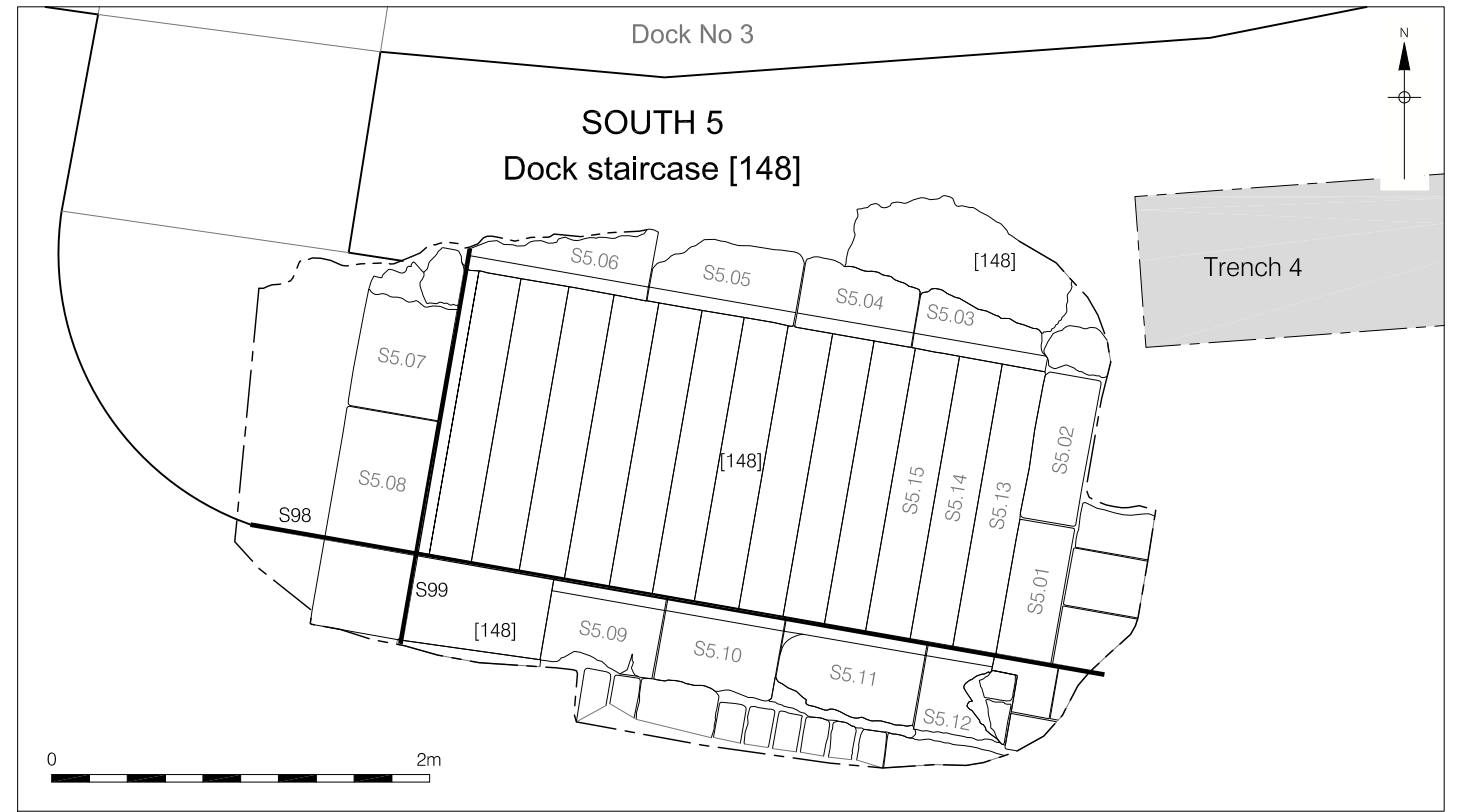 Dock No 3
N
SOUTH 5
Dock staircase [148]
S5.06
S5.05
S5.04
S5.03
[148]
Trench 4
S5.07
S5.08
[148]
S5.15
S5.14
S5.13
S5.02
S5.01
S98
S99
[148]
S5.09
S5.10
S5.11
S5.12
0
2m